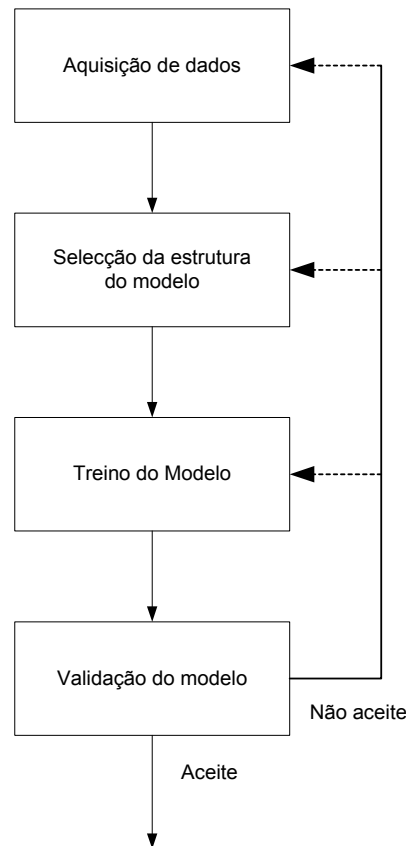 Aquisição de dados
Selecção da estrutura
do modelo
Treino do Modelo
Validação do modelo
Não aceite
Aceite